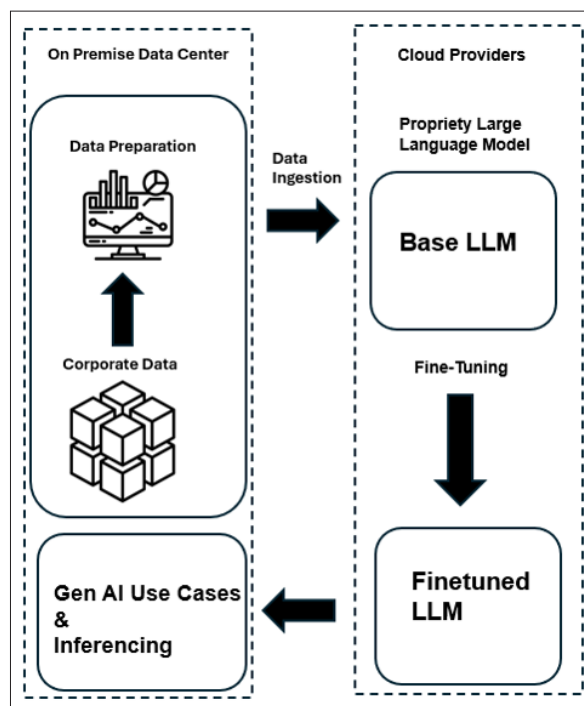 On Premise Data Center
Data Preparation
Corporate Data
Gen AI Use Cases
&
Inferencing
Data
Ingestion
Cloud Providers
Propriety Large
Language Model
Base LLM
Fine-Tuning
Finetuned
LLM